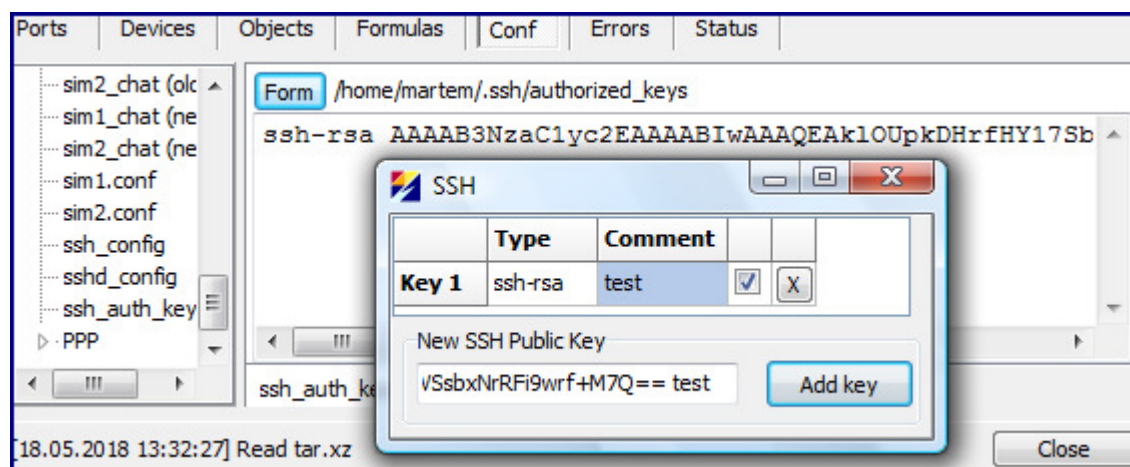 Ports Devices Objects Formulas Conf Errors Status
sim2_chat (olc
sim1_chat (ne
sim2_chat (ne
sim1.conf
sim2.conf
ssh_config
sshd_config
ssh_auth_key
PPP
Form /home/martem/.ssh/authorized_keys
ssh-rsa AAAAB3NzaC1yc2EAAAABIwAAAQEAklOUpkDHrfHY17Sb
SSH
Type Comment
Key 1 ssh-rsa test X
New SSH Public Key
/SsbxNrRFi9wrf+M7Q== test Add key
ssh_auth_ke
[18.05.2018 13:32:27] Read tar.xz
Close